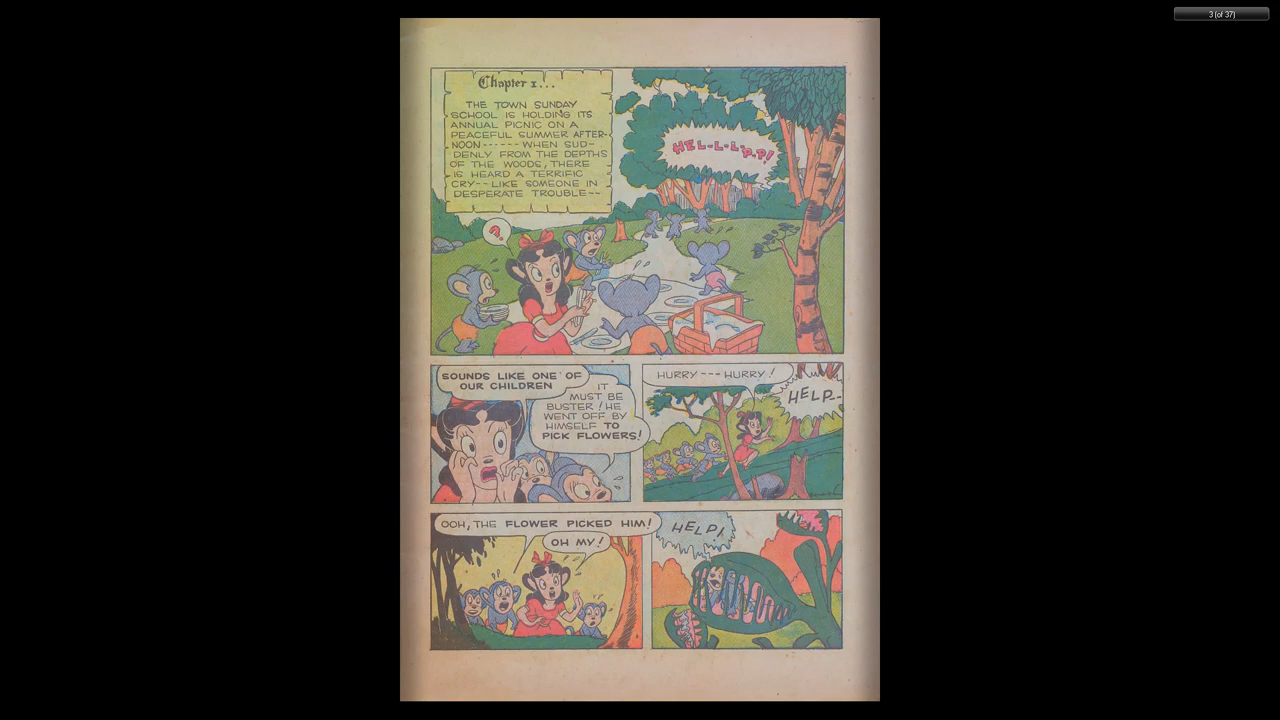 3 (of 37)
Chapter 1...
THE TOWN SUNDAY
SCHOOL IS HOLDING ITS
ANNUAL PICNIC ON A
PEACEFUL SUMMER AFTER-
NOON ------ WHEN SUD-
DENLY FROM THE DEPTHS
OF THE WOODS, THERE
IS HEARD A TERRIFIC
CRY-- LIKE SOMEONE IN
DESPERATE TROUBLE--
HEL-L-L-P-P!
?
SOUNDS LIKE ONE OF
OUR CHILDREN
IT
MUST BE
BUSTER! HE
WENT OFF BY
HIMSELF TO
PICK FLOWERS!
HURRY --- HURRY!
HELP--
OOH, THE FLOWER PICKED HIM!
OH MY!
HELP!